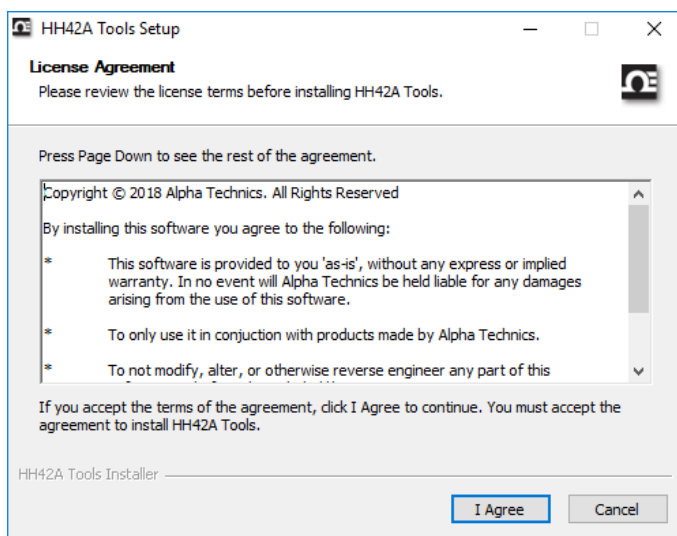 HH42A Tools Setup
License Agreement
Please review the license terms before installing HH42A Tools.
Press Page Down to see the rest of the agreement.
Copyright © 2018 Alpha Technics. All Rights Reserved
By installing this software you agree to the following:
* This software is provided to you 'as-is', without any express or implied
warranty. In no event will Alpha Technics be held liable for any damages
arising from the use of this software.
* To only use it in conjuction with products made by Alpha Technics.
* To not modify, alter, or otherwise reverse engineer any part of this
If you accept the terms of the agreement, click I Agree to continue. You must accept the
agreement to install HH42A Tools.
HH42A Tools Installer
I Agree
Cancel